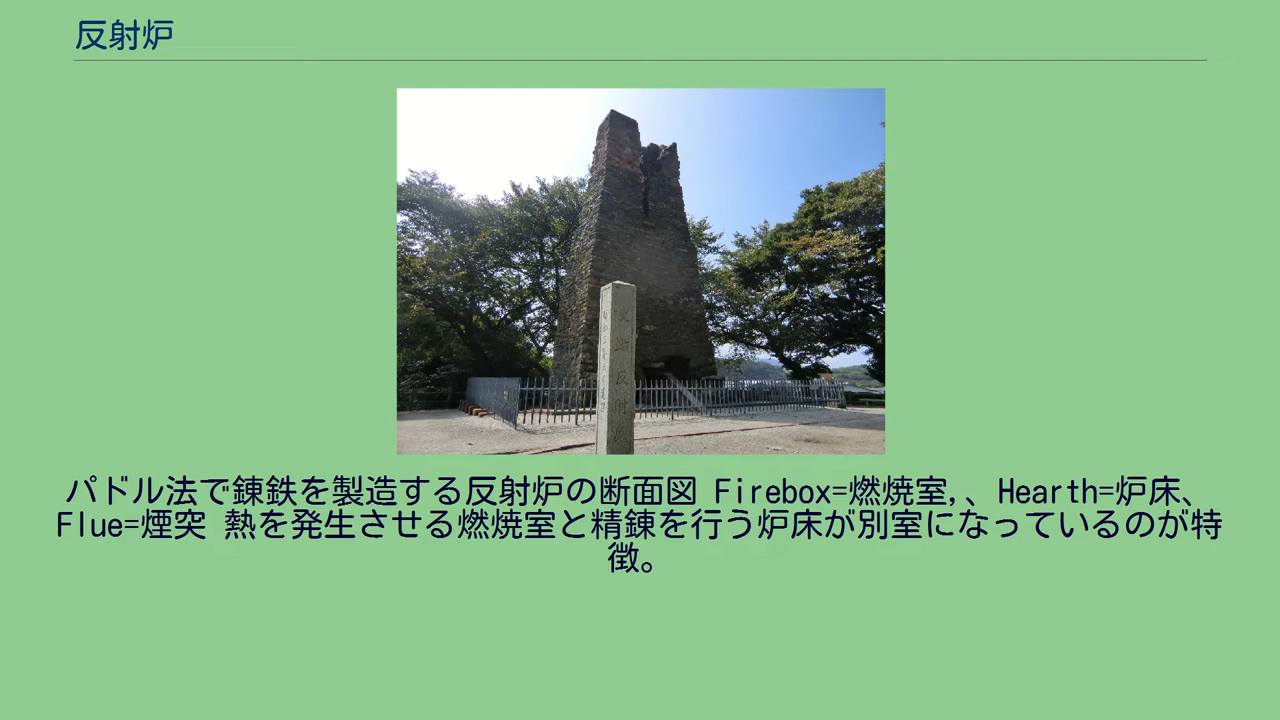 反射炉
反射
パドル法で錬鉄を製造する反射炉の断面図 Firebox=燃焼室,、Hearth=炉床、
Flue=煙突 熱を発生させる燃焼室と精錬を行う炉床が別室になっているのが特
徴。